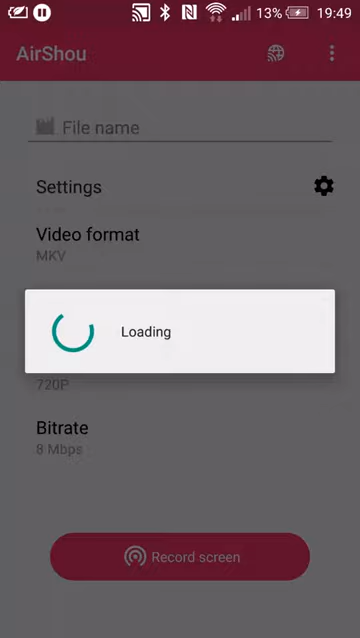 13% 19:49
AirShou
File name
Settings
Video format
MKV
Loading
720P
Bitrate
8 Mbps
Record screen